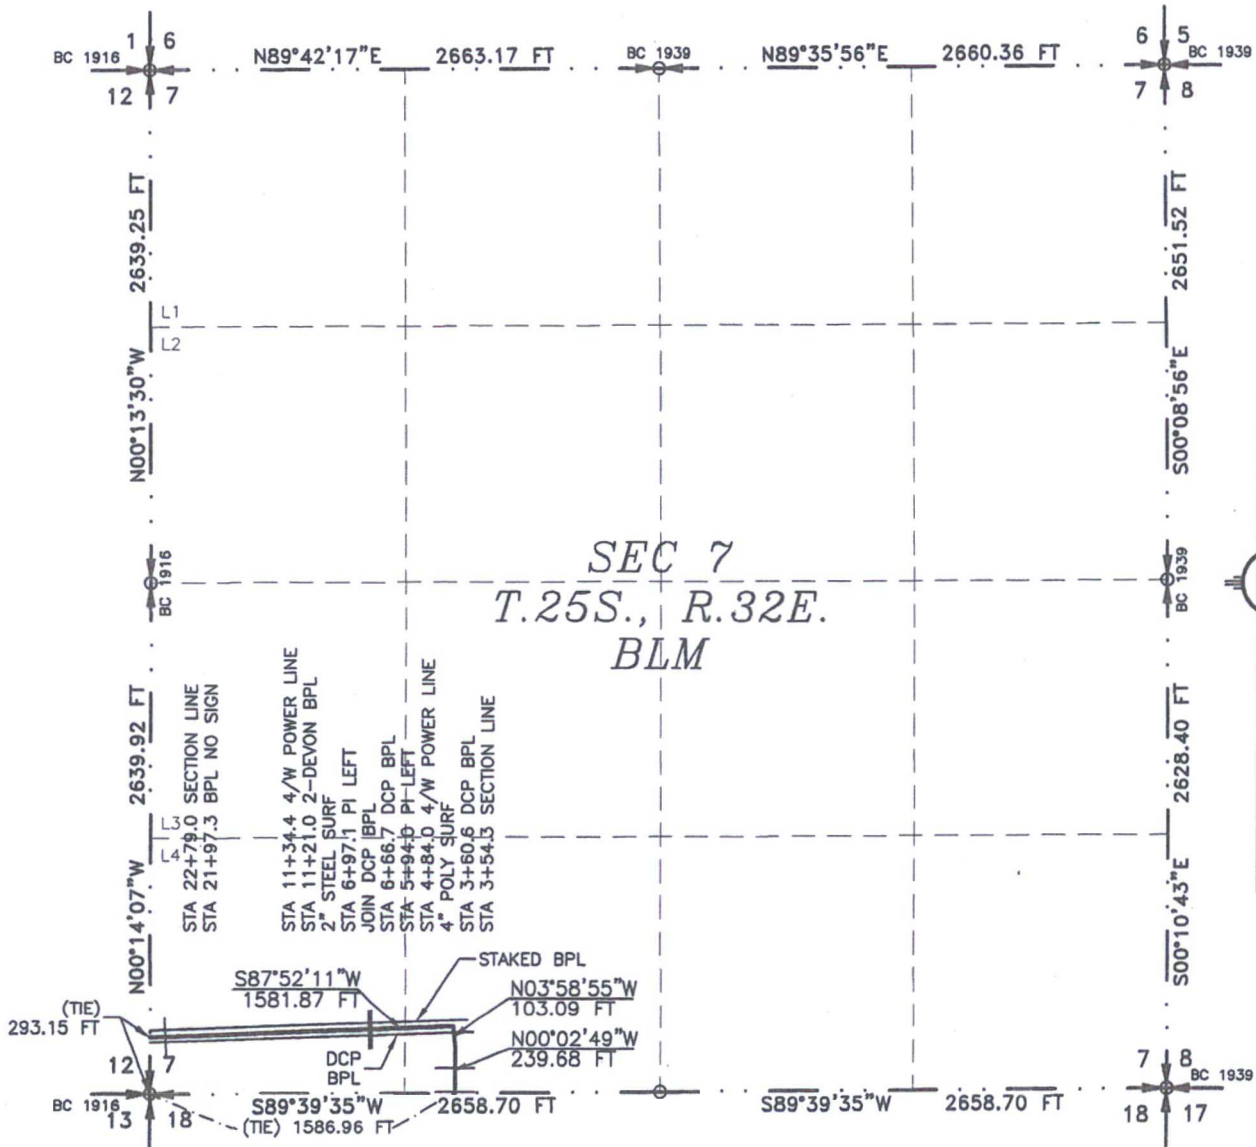 1 6
BC 1916
12 7
N89°42'17"E 2663.17 FT
BC 1939
N89°35'56"E 2660.36 FT
6 5
BC 1939
7 8
2639.25 FT
N00°13'30"W
L1
L2
2651.52 FT
S00°08'56"E
BC 1916
BC 1939
SEC 7
T.25S., R.32E.
BLM
2639.92 FT
N00°14'07"W
L3
L4
STA 22+79.0 SECTION LINE
STA 21+97.3 BPL NO SIGN
STA 11+34.4 4/W POWER LINE
STA 11+21.0 2-DEVON BPL
2" STEEL SURF
STA 6+97.1 PI LEFT
JOIN DCP BPL
STA 6+66.7 DCP BPL
STA 5+94.0 PI LEFT
STA 4+84.0 4/W POWER LINE
4" POLY SURF
STA 3+60.6 DCP BPL
STA 3+54.3 SECTION LINE
2628.40 FT
S00°10'43"E
STAKED BPL
S87°52'11"W
1581.87 FT
N03°58'55"W
103.09 FT
N00°02'49"W
239.68 FT
DCP
BPL
(TIE)
293.15 FT
12 7
BC 1916
13 18
S89°39'35"W 2658.70 FT
(TIE) 1586.96 FT
S89°39'35"W 2658.70 FT
7 8
BC 1939
18 17